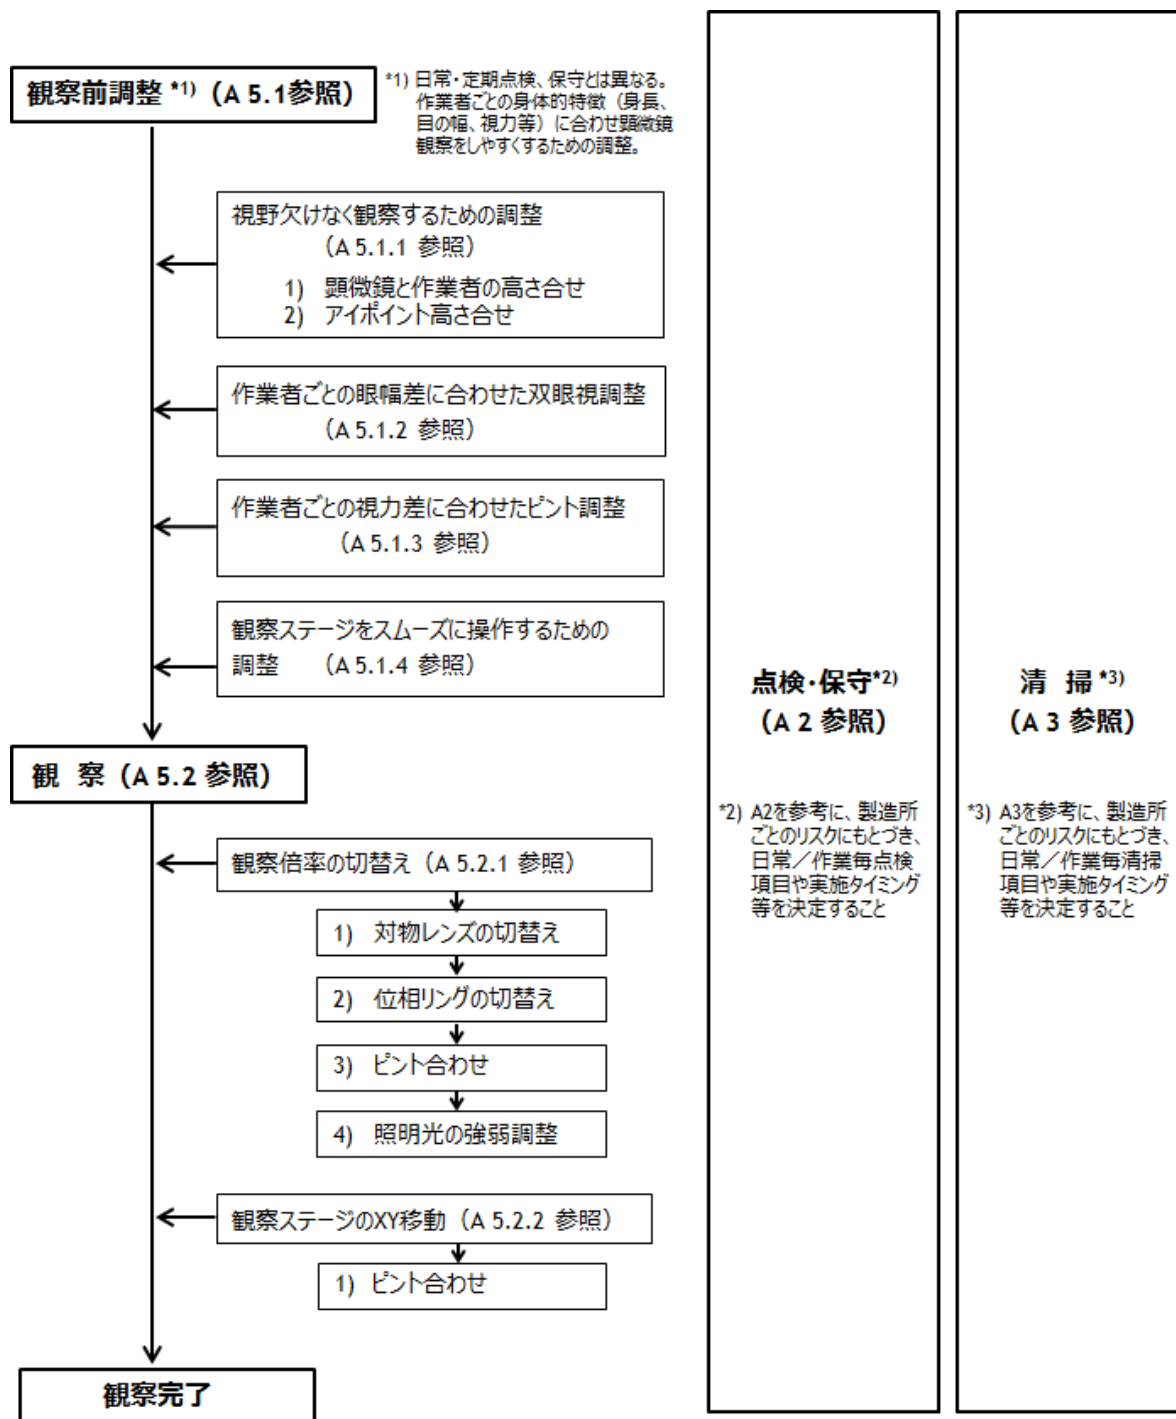 観察前調整 *1)（A 5.1参照）
*1) 日常・定期点検、保守とは異なる。
作業者ごとの身体的特徴（身長、
目の幅、視力等）に合わせ顕微鏡
観察をしやすくするための調整。
視野欠けなく観察するための調整
（A 5.1.1 参照）
1) 顕微鏡と作業者の高さ合せ
2) アイポイント高さ合せ
作業者ごとの眼幅差に合わせた双眼視調整
（A 5.1.2 参照）
作業者ごとの視力差に合わせたピント調整
（A 5.1.3 参照）
観察ステージをスムーズに操作するための
調整 （A 5.1.4 参照）
観 察（A 5.2 参照）
観察倍率の切替え（A 5.2.1 参照）
1) 対物レンズの切替え
2) 位相リングの切替え
3) ピント合わせ
4) 照明光の強弱調整
観察ステージのXY移動（A 5.2.2 参照）
1) ピント合わせ
観察完了
点検・保守*2)
（A 2 参照）
*2) A2を参考に、製造所
ごとのリスクにもとづき、
日常／作業毎点検
項目や実施タイミング
等を決定すること
清 掃 *3)
（A 3 参照）
*3) A3を参考に、製造所
ごとのリスクにもとづき、
日常／作業毎清掃
項目や実施タイミング
等を決定すること